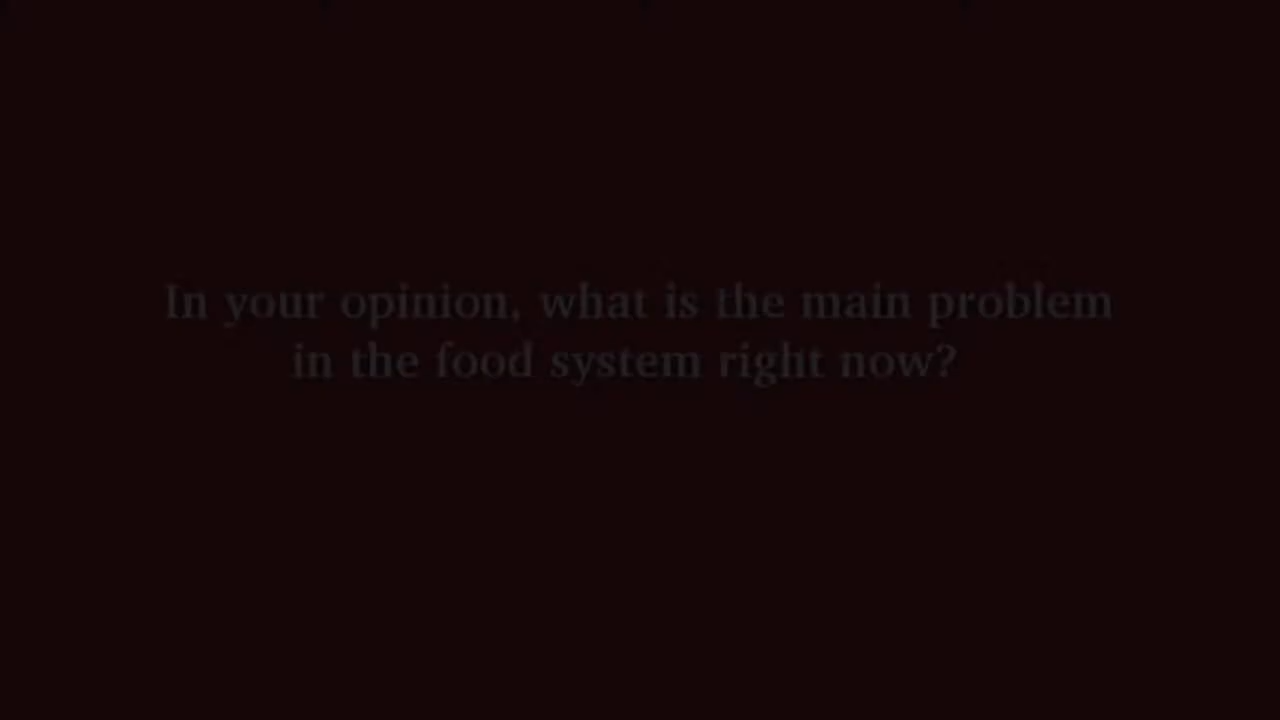 In your opinion, what is the main problem
in the food system right now?